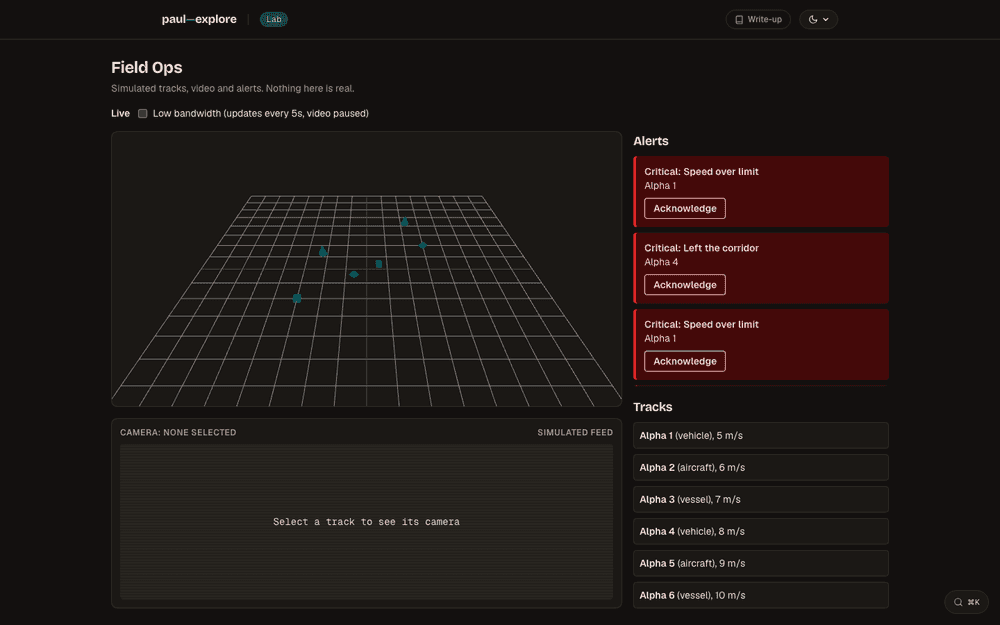 paul—explore
Lab
Write-up
Field Ops
Simulated tracks, video and alerts. Nothing here is real.
Live
Low bandwidth (updates every 5s, video paused)
Alerts
Critical: Speed over limit
Alpha 1
Acknowledge
Critical: Left the corridor
Alpha 4
Acknowledge
Critical: Speed over limit
Alpha 1
Acknowledge
CAMERA: NONE SELECTED
SIMULATED FEED
Select a track to see its camera
Tracks
Alpha 1 (vehicle), 5 m/s
Alpha 2 (aircraft), 6 m/s
Alpha 3 (vessel), 7 m/s
Alpha 4 (vehicle), 8 m/s
Alpha 5 (aircraft), 9 m/s
Alpha 6 (vessel), 10 m/s
⌘K